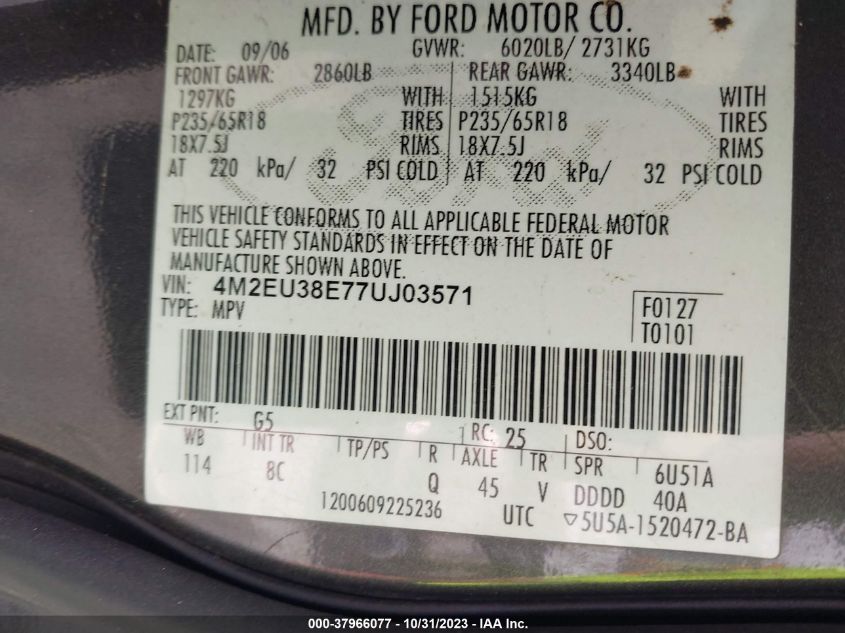 MFD. BY FORD MOTOR CO.
DATE: 09/06 GVWR: 6020LB/ 2731KG
FRONT GAWR: 2860LB REAR GAWR: 3340LB
1297KG WITH 1515KG WITH
P235/65R18 TIRES P235/65R18 TIRES
18X7.5J RIMS 18X7.5J RIMS
AT 220 kPa/ 32 PSI COLD AT 220 kPa/ 32 PSI COLD
Ford
THIS VEHICLE CONFORMS TO ALL APPLICABLE FEDERAL MOTOR
VEHICLE SAFETY STANDARDS IN EFFECT ON THE DATE OF
MANUFACTURE SHOWN ABOVE.
VIN: 4M2EU38E77UJ03571
TYPE: MPV
F0127
T0101
EXT PNT: G5 RC: 25 DSO:
WB INT TR TP/PS R AXLE TR SPR 6U51A
114 8C Q 45 V DDDD 40A
1200609225236 UTC ▽5U5A-1520472-BA
000-37966077 - 10/31/2023 - IAA Inc.